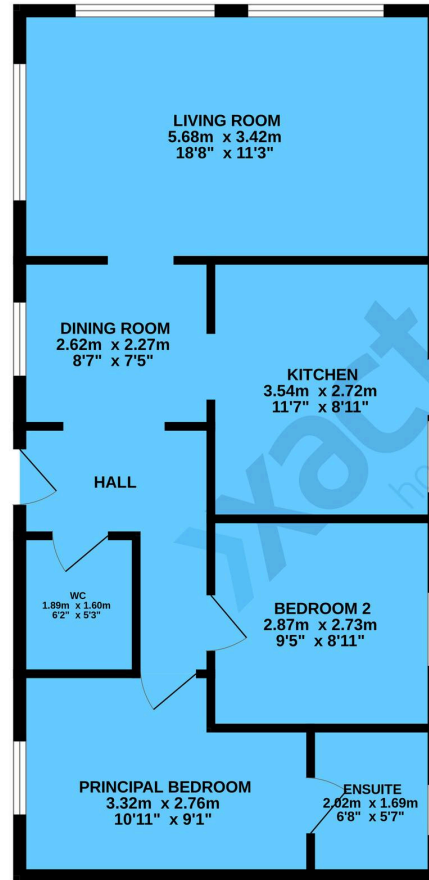 LIVING ROOM
5.68m x 3.42m
18'8" x 11'3"
DINING ROOM
2.62m x 2.27m
8'7" x 7'5"
KITCHEN
3.54m x 2.72m
11'7" x 8'11"
HALL
WC
1.89m x 1.60m
6'2" x 5'3"
BEDROOM 2
2.87m x 2.73m
9'5" x 8'11"
PRINCIPAL BEDROOM
3.32m x 2.76m
10'11" x 9'1"
ENSUITE
2.02m x 1.69m
6'8" x 5'7"
xact